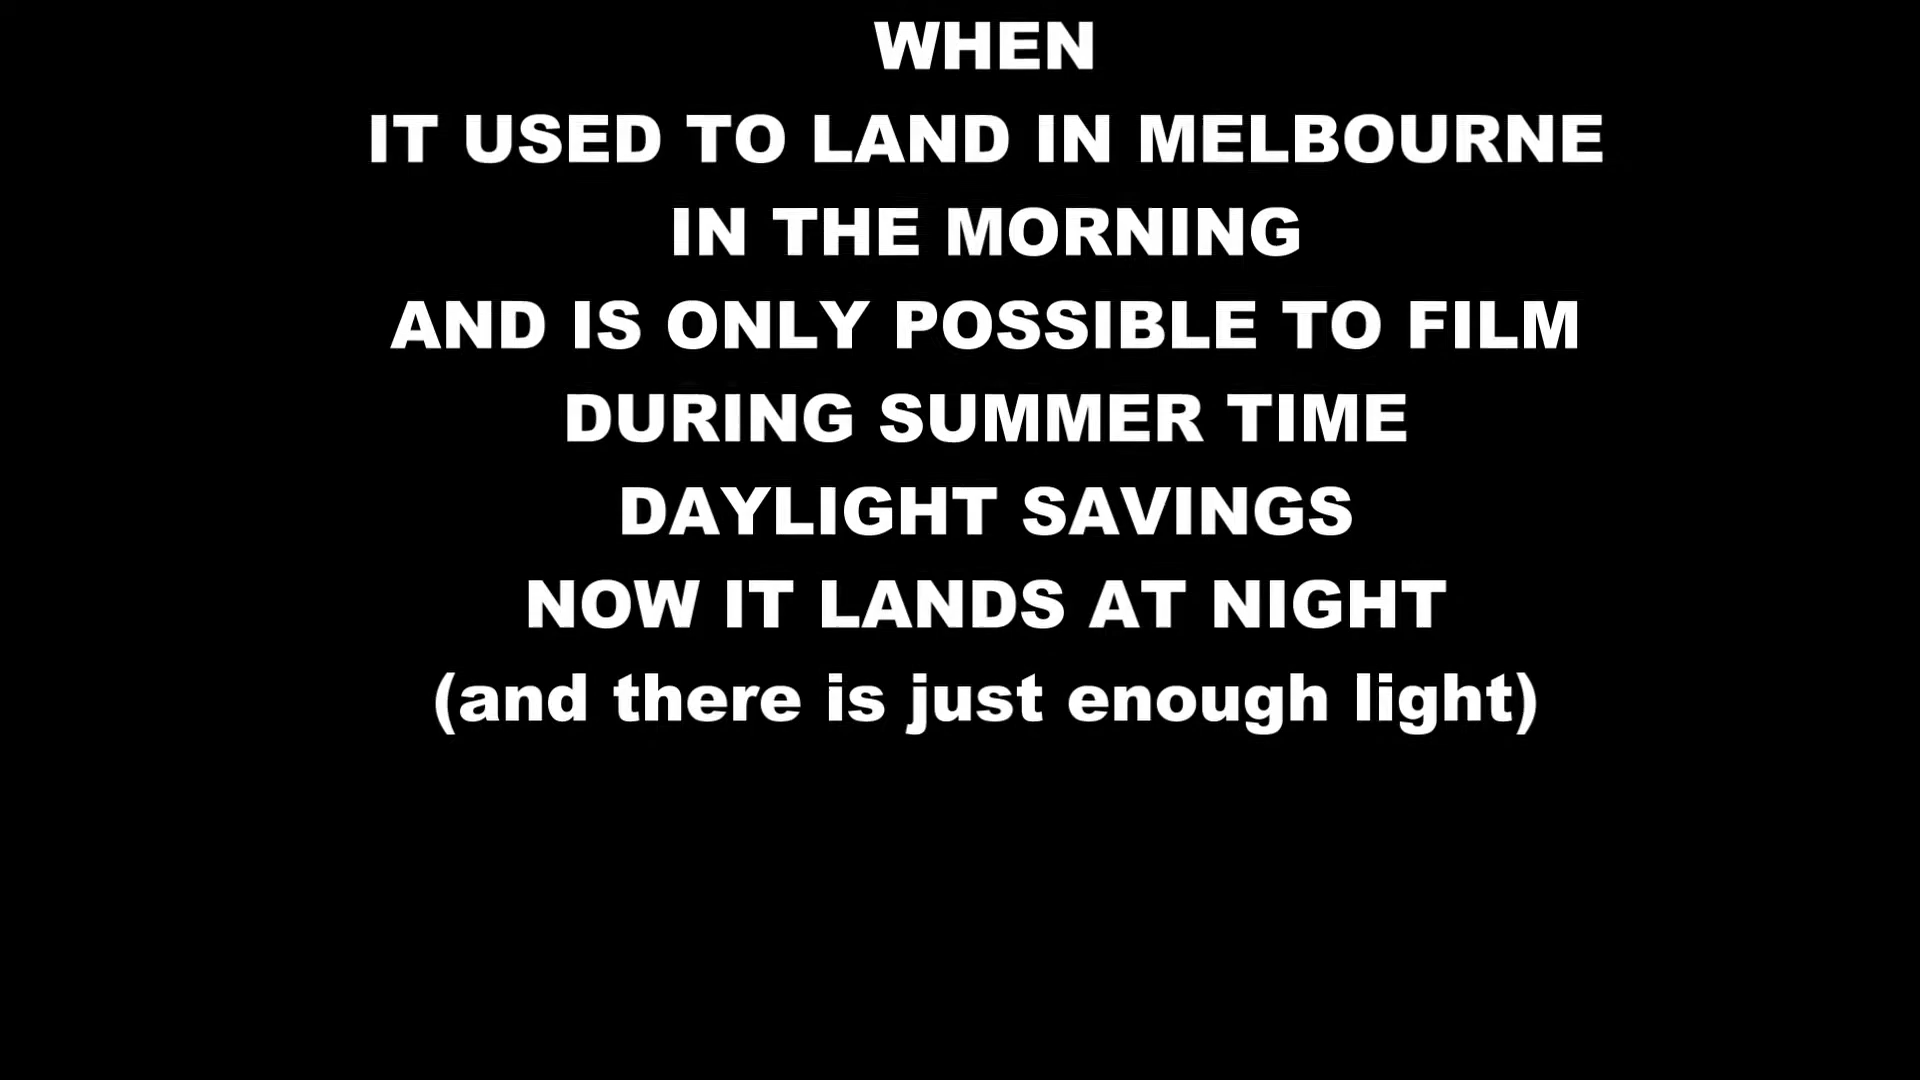 WHEN
IT USED TO LAND IN MELBOURNE
IN THE MORNING
AND IS ONLY POSSIBLE TO FILM
DURING SUMMER TIME
DAYLIGHT SAVINGS
NOW IT LANDS AT NIGHT
(and there is just enough light)